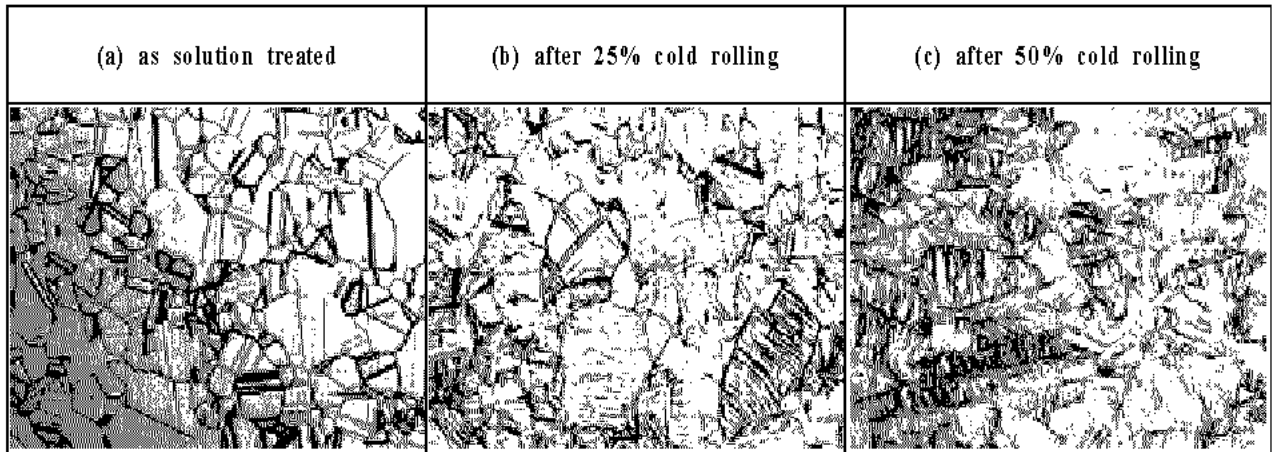 (a) as solution treated
(b) after 25% cold rolling
(c) after 50% cold rolling